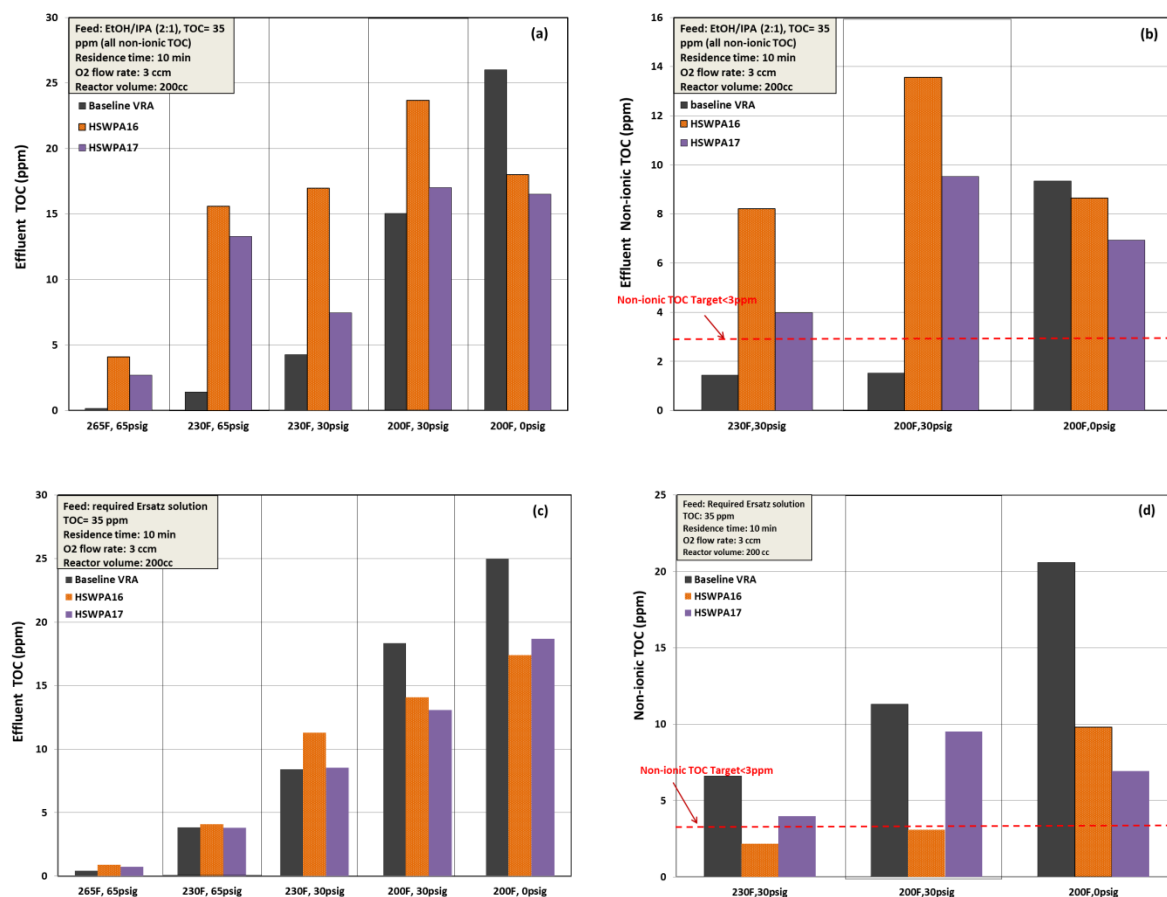 (a)
Feed: EtOH/IPA (2:1), TOC= 35
ppm (all non-ionic TOC)
Residence time: 10 min
O2 flow rate: 3 ccm
Reactor volume: 200cc
Baseline VRA
HSWPA16
HSWPA17
Effluent TOC (ppm)
30
25
20
15
10
5
0
265F, 65psig
230F, 65psig
230F, 30psig
200F, 30psig
200F, 0psig
(b)
Feed: EtOH/IPA (2:1), TOC= 35
ppm (all non-ionic TOC)
Residence time: 10 min
O2 flow rate: 3 ccm
Reactor volume: 200cc
baseline VRA
HSWPA16
HSWPA17
Effluent Non-ionic TOC (ppm)
16
14
12
10
8
6
4
2
0
Non-ionic TOC Target<3ppm
230F,30psig
200F,30psig
200F,0psig
(c)
Feed: required Ersatz solution
TOC= 35 ppm
Residence time: 10 min
O2 flow rate: 3 ccm
Reactor volume: 200cc
Baseline VRA
HSWPA16
HSWPA17
Effluent TOC (ppm)
30
25
20
15
10
5
0
265F, 65psig
230F, 65psig
230F, 30psig
200F, 30psig
200F, 0psig
(d)
Feed: Required Ersatz solution
TOC: 35 ppm
Residence time: 10 min
O2 flow rate: 3 ccm
Reactor volume: 200 cc
Baseline VRA
HSWPA16
HSWPA17
Non-ionic TOC (ppm)
25
20
15
10
5
0
Non-ionic TOC Target<3ppm
230F,30psig
200F,30psig
200F,0psig